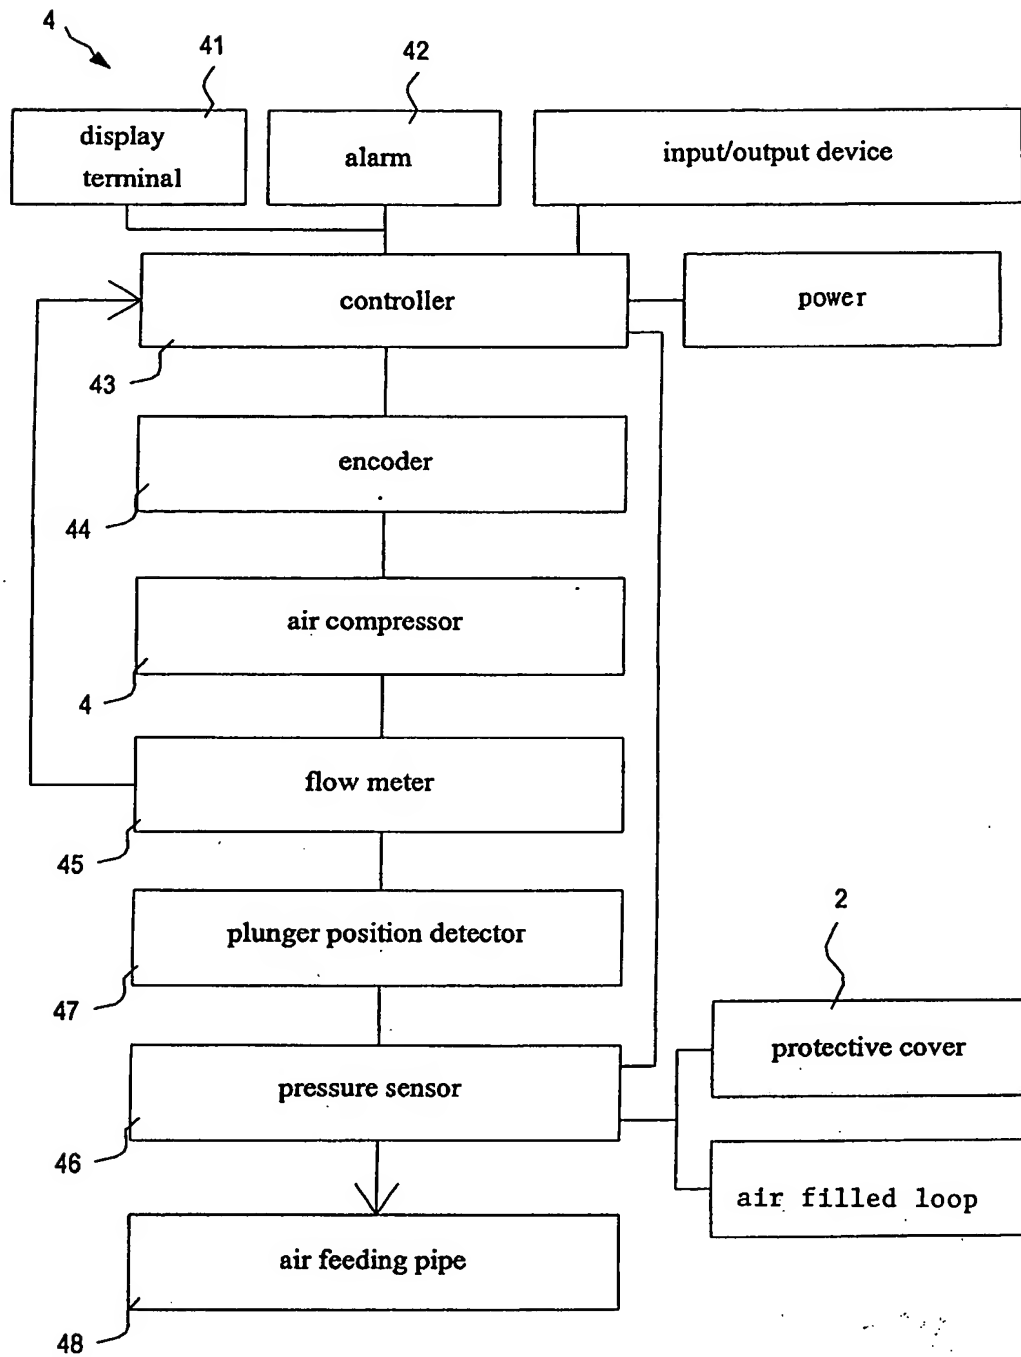 4
41
42
display
terminal
alarm
input/output device
controller
power
43
encoder
44
air compressor
4
flow meter
45
plunger position detector
2
47
protective cover
pressure sensor
46
air filled loop
air feeding pipe
48